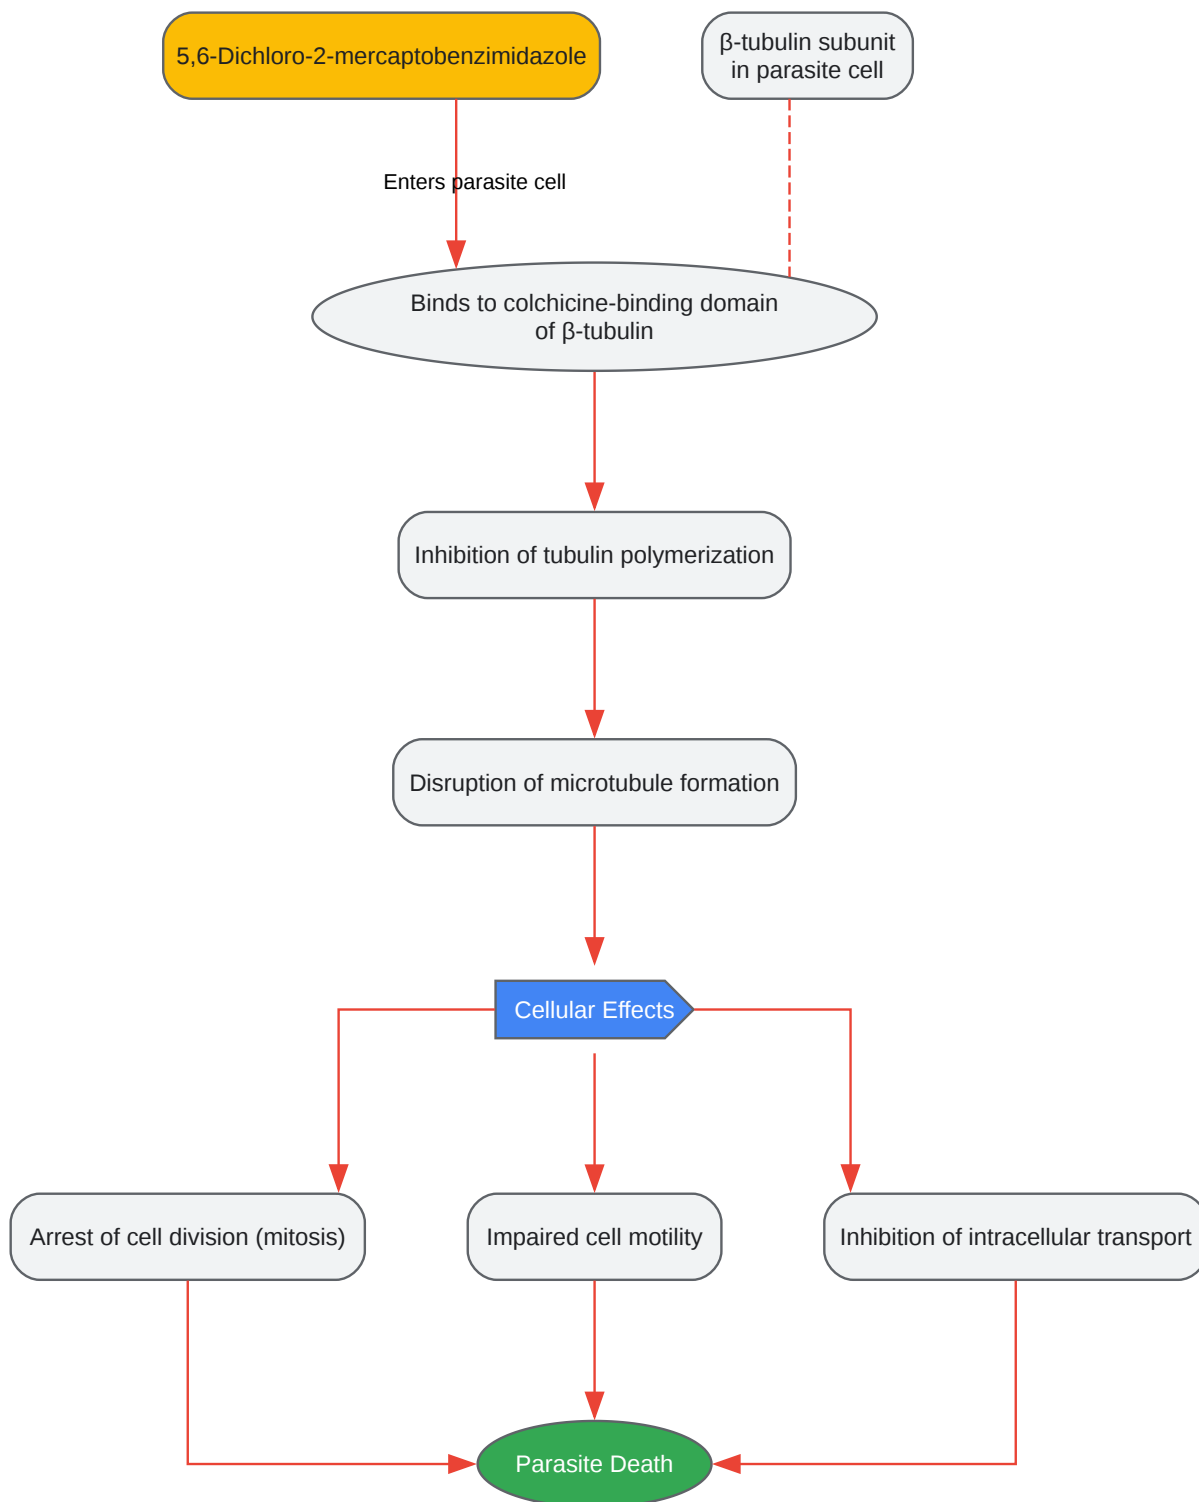 5,6-Dichloro-2-mercaptobenzimidazole
β-tubulin subunit
in parasite cell
Enters parasite cell
Binds to colchicine-binding domain
of β-tubulin
Inhibition of tubulin polymerization
Disruption of microtubule formation
Cellular Effects
Arrest of cell division (mitosis)
Impaired cell motility
Inhibition of intracellular transport
Parasite Death